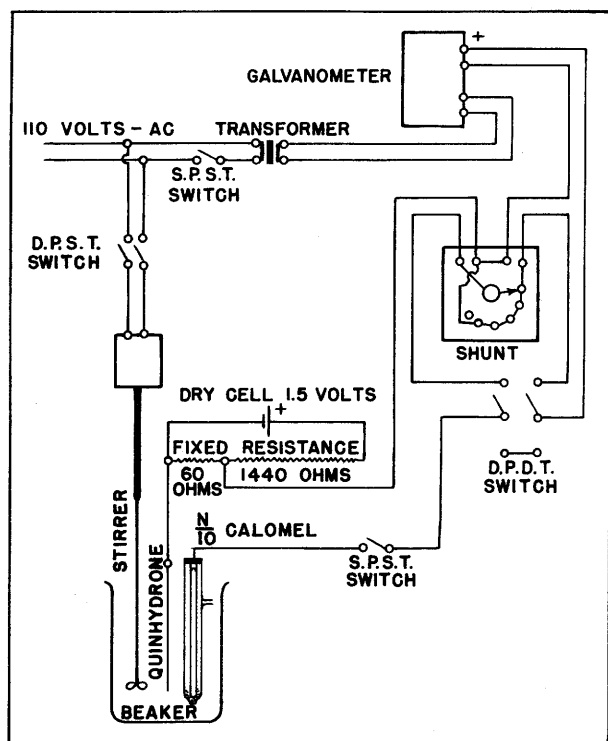 +
GALVANOMETER
110 VOLTS - AC
TRANSFORMER
S.P.S.T.
SWITCH
D.P.S.T.
SWITCH
SHUNT
DRY CELL 1.5 VOLTS
+
FIXED RESISTANCE
60
OHMS
1440 OHMS
D.P.D.T.
SWITCH
N/10 CALOMEL
S.P.S.T.
SWITCH
STIRRER
QUINHYDRONE
BEAKER